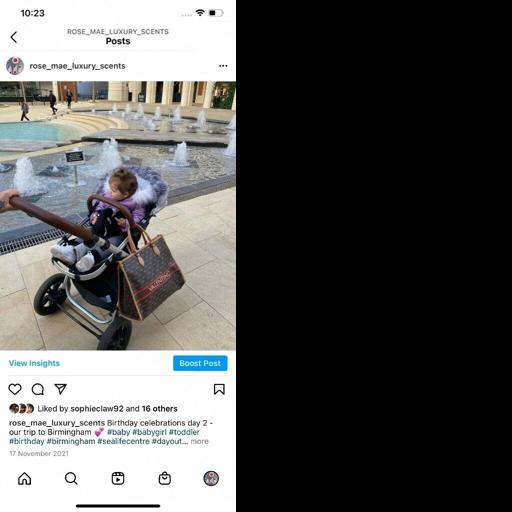 10:23
ROSE_MAE_LUXURY_SCENTS
Posts
rose_mae_luxury_scents
VALENTINO
View Insights
Boost Post
Liked by sophieclaw92 and 16 others
rose_mae_luxury_scents Birthday celebrations day 2 -
our trip to Birmingham 💕 #baby #babygirl #toddler
#birthday #birmingham #sealifecentre #dayout... more
17 November 2021